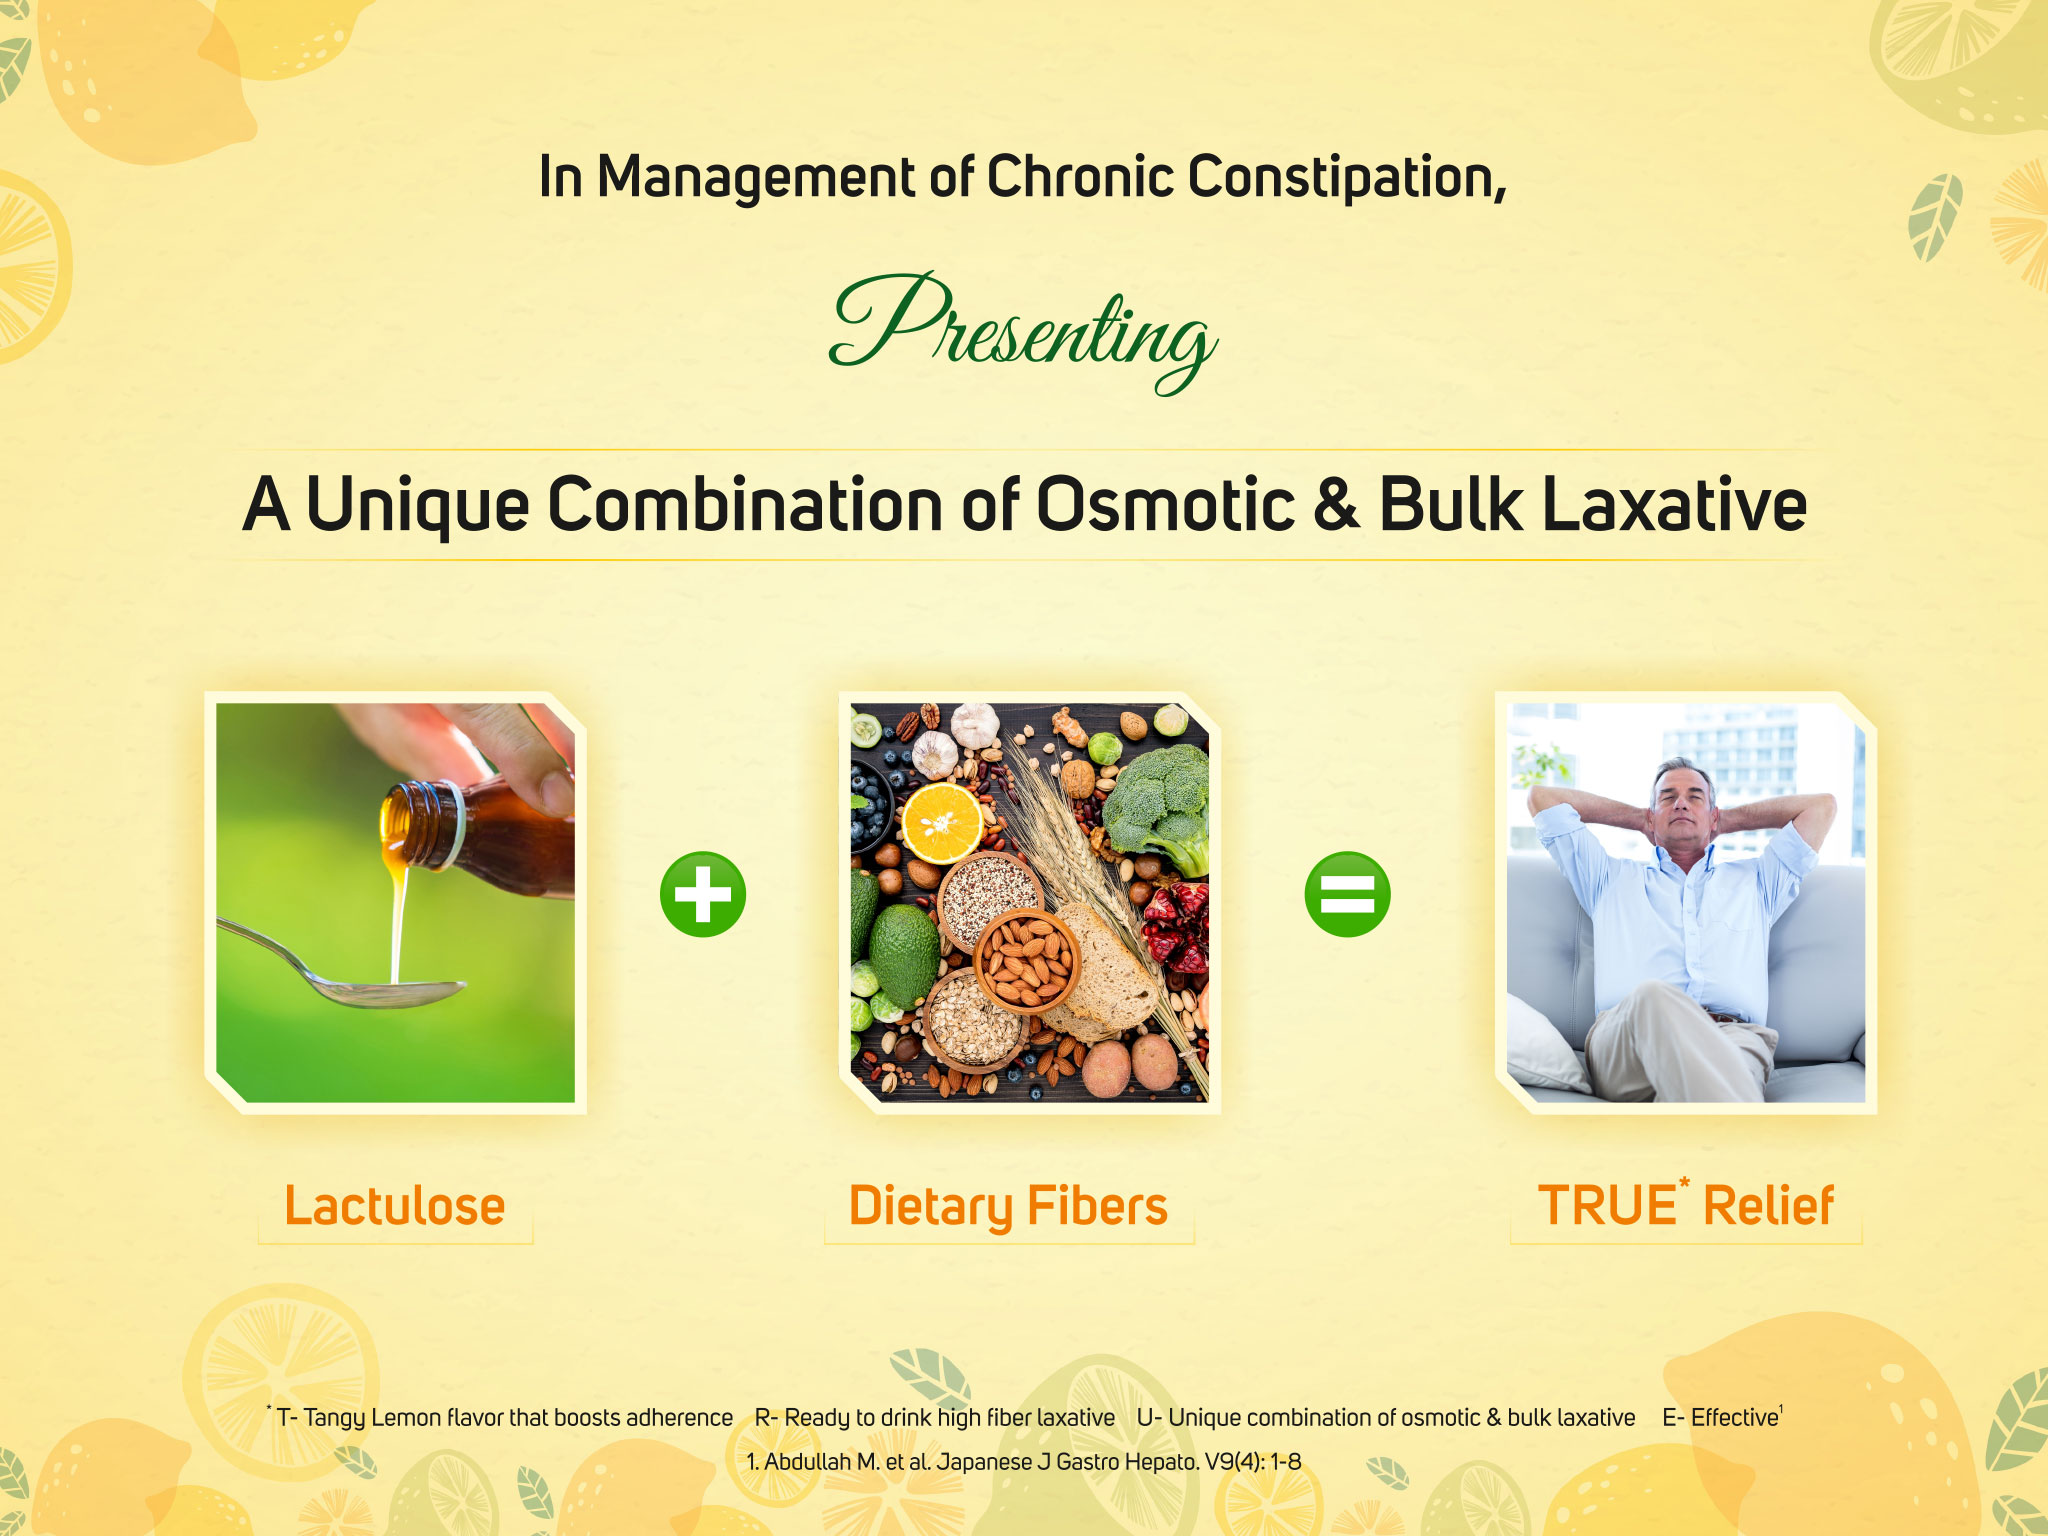 In Management of Chronic Constipation,
Presenting
A Unique Combination of Osmotic & Bulk Laxative
Lactulose
Dietary Fibers
TRUE* Relief
* T- Tangy Lemon flavor that boosts adherence R- Ready to drink high fiber laxative U- Unique combination of osmotic & bulk laxative E- Effective¹
1. Abdullah M. et al. Japanese J Gastro Hepato. V9(4): 1-8